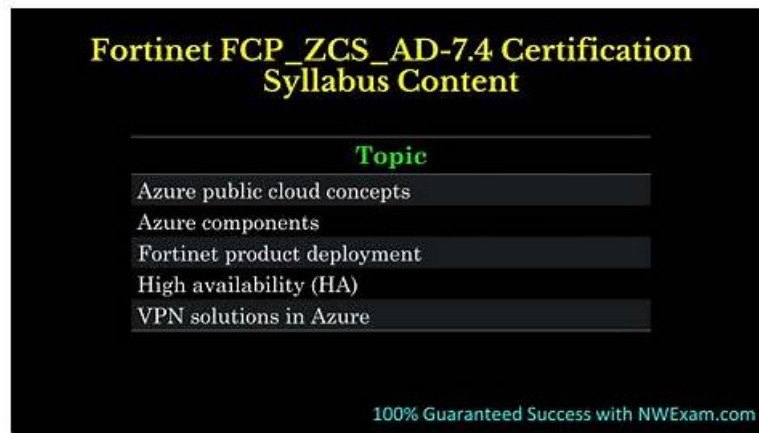 Fortinet FCP_ZCS_AD-7.4 Certification
Syllabus Content
Topic
Azure public cloud concepts
Azure components
Fortinet product deployment
High availability (HA)
VPN solutions in Azure
100% Guaranteed Success with NWExam.com